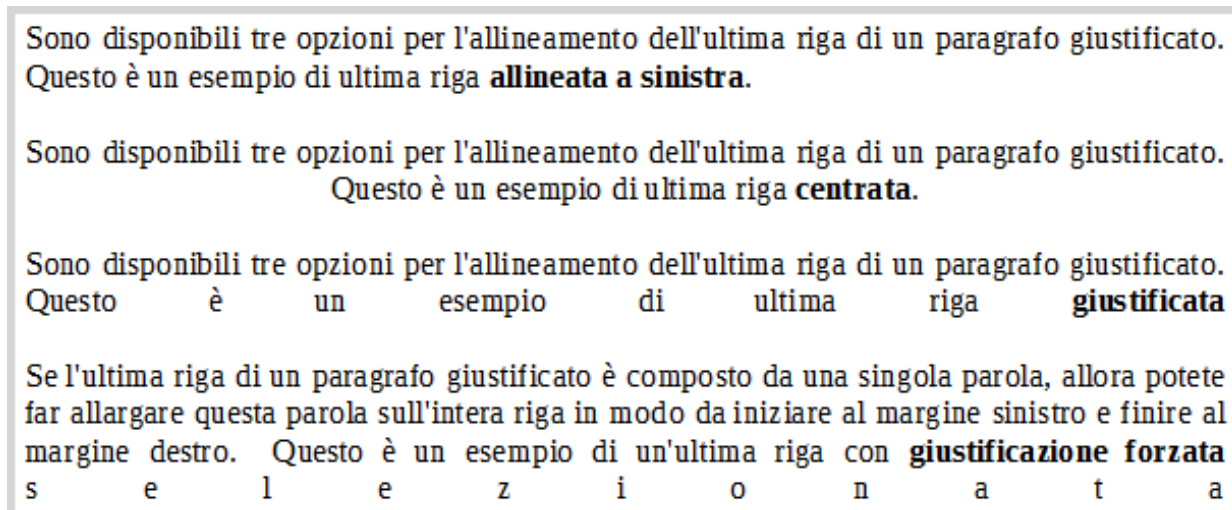 Sono disponibili tre opzioni per l'allineamento dell'ultima riga di un paragrafo giustificato.
Questo è un esempio di ultima riga allineata a sinistra.
Sono disponibili tre opzioni per l'allineamento dell'ultima riga di un paragrafo giustificato.
Questo è un esempio di ultima riga centrata.
Sono disponibili tre opzioni per l'allineamento dell'ultima riga di un paragrafo giustificato.
Questo è un esempio di ultima riga giustificata
Se l'ultima riga di un paragrafo giustificato è composto da una singola parola, allora potete
far allargare questa parola sull'intera riga in modo da iniziare al margine sinistro e finire al
margine destro. Questo è un esempio di un'ultima riga con giustificazione forzata
s e l e z i o n a t a